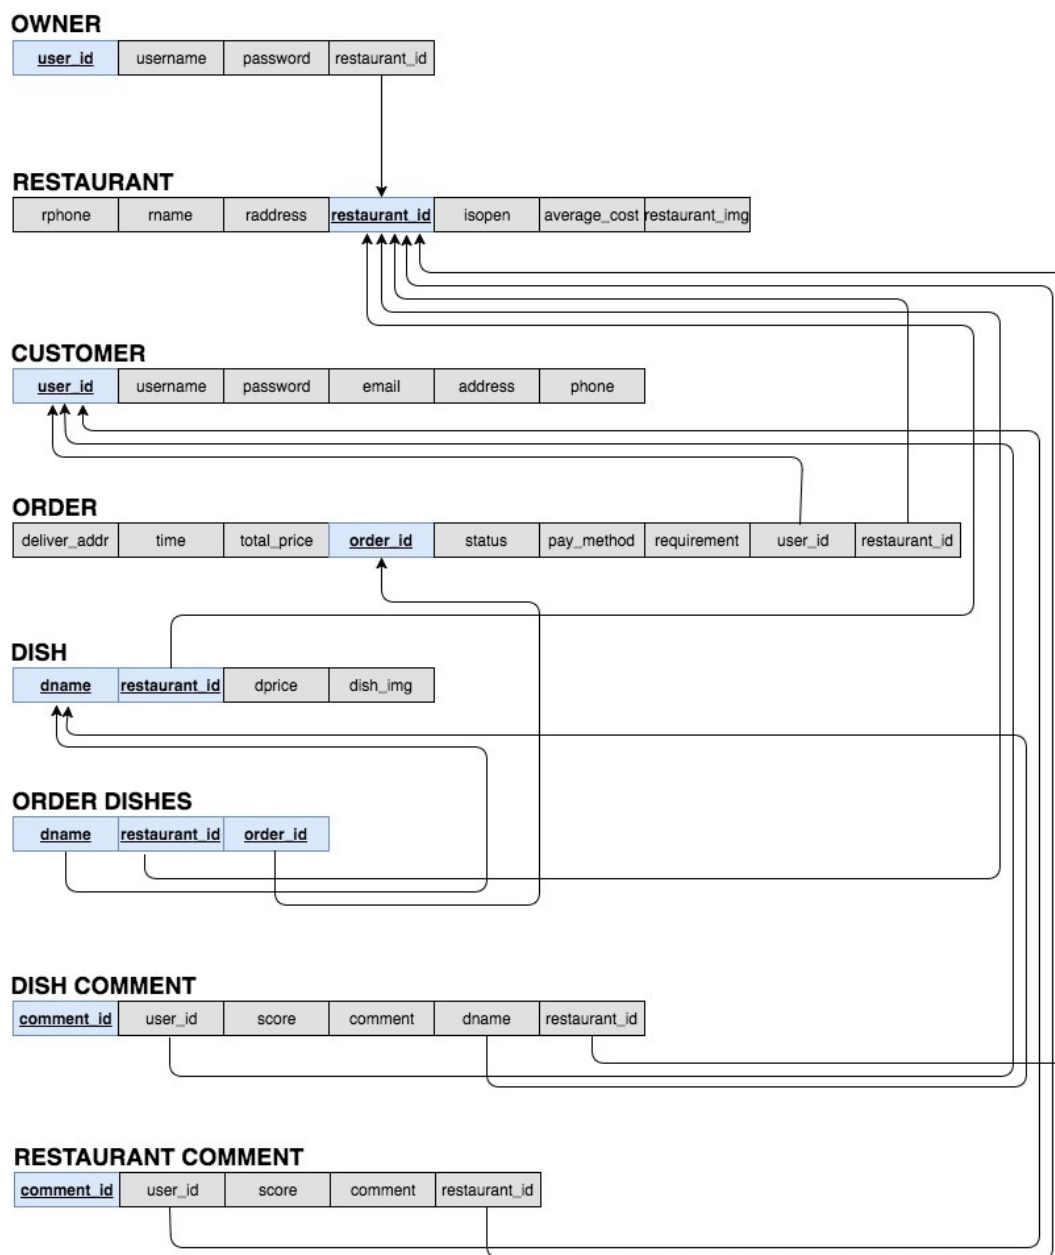 OWNER
user_id username password restaurant_id
RESTAURANT
rphone rname raddress restaurant_id isopen average_cost restaurant_img
CUSTOMER
user_id username password email address phone
ORDER
deliver_addr time total_price order_id status pay_method requirement user_id restaurant_id
DISH
dname restaurant_id dprice dish_img
ORDER DISHES
dname restaurant_id order_id
DISH COMMENT
comment_id user_id score comment dname restaurant_id
RESTAURANT COMMENT
comment_id user_id score comment restaurant_id